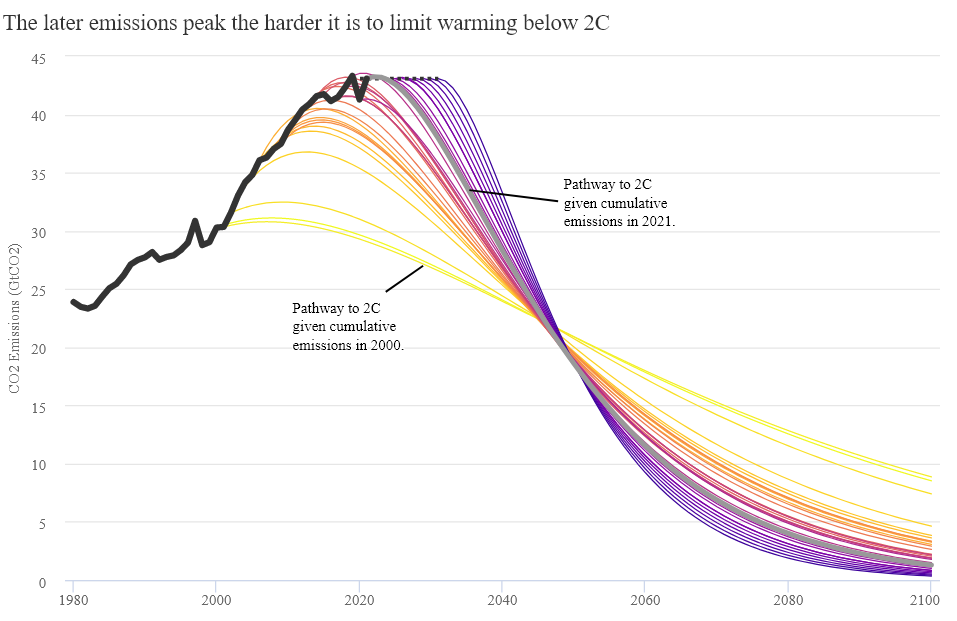 The later emissions peak the harder it is to limit warming below 2C
CO2 Emissions (GtCO2)
45
40
35
30
25
20
15
10
5
0
Pathway to 2C
given cumulative
emissions in 2021.
Pathway to 2C
given cumulative
emissions in 2000.
1980
2000
2020
2040
2060
2080
2100